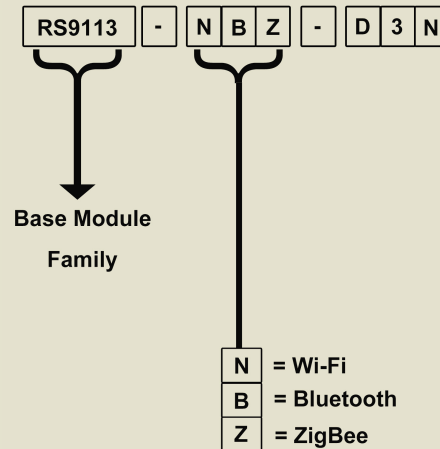 RS9113 - N B Z - D 3 N
Base Module
Family
N = Wi-Fi
B = Bluetooth
Z = ZigBee